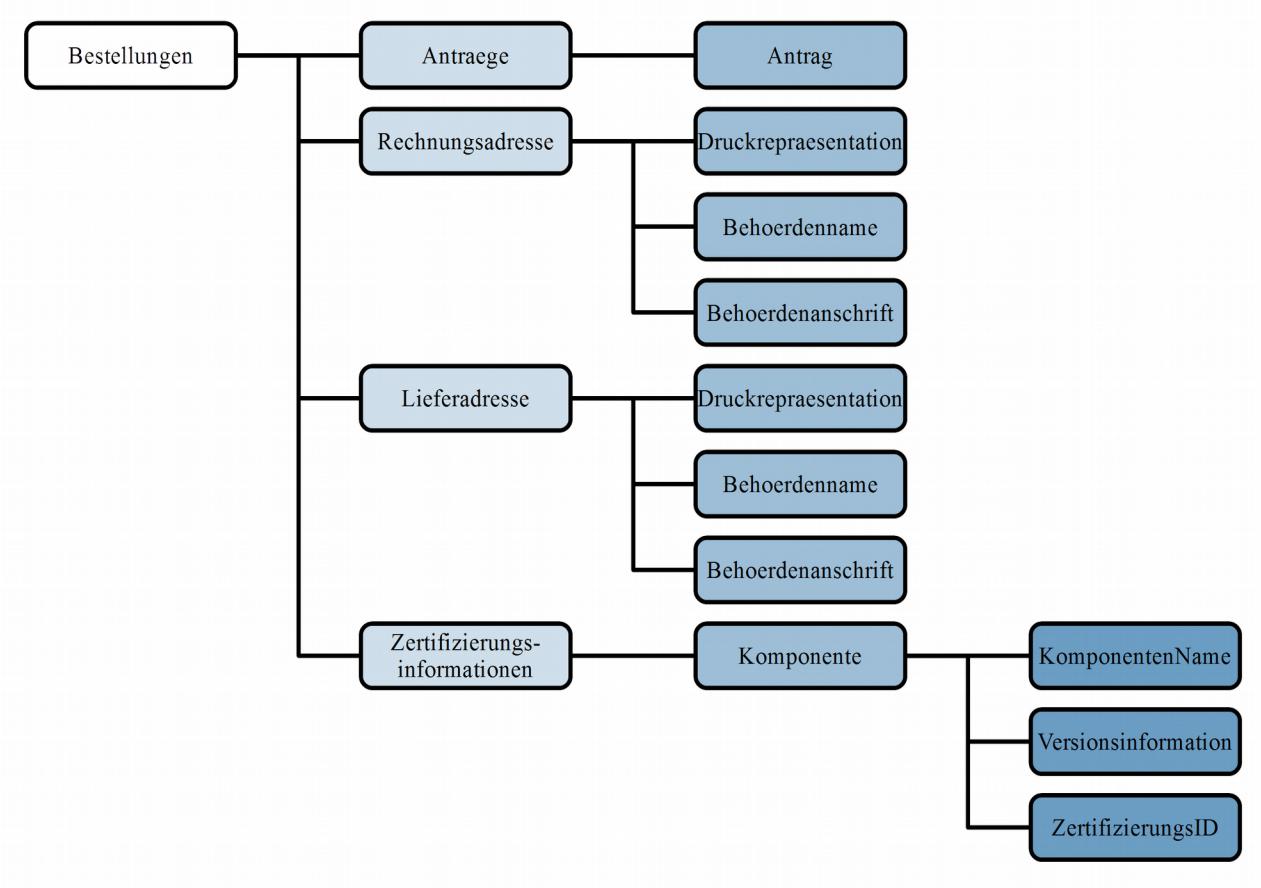 Bestellungen
Antraege
Antrag
Rechnungsadresse
Druckrepraesentation
Behoerdenname
Behoerdenanschrift
Lieferadresse
Druckrepraesentation
Behoerdenname
Behoerdenanschrift
Zertifizierungs-
informationen
Komponente
KomponentenName
Versionsinformation
ZertifizierungsID